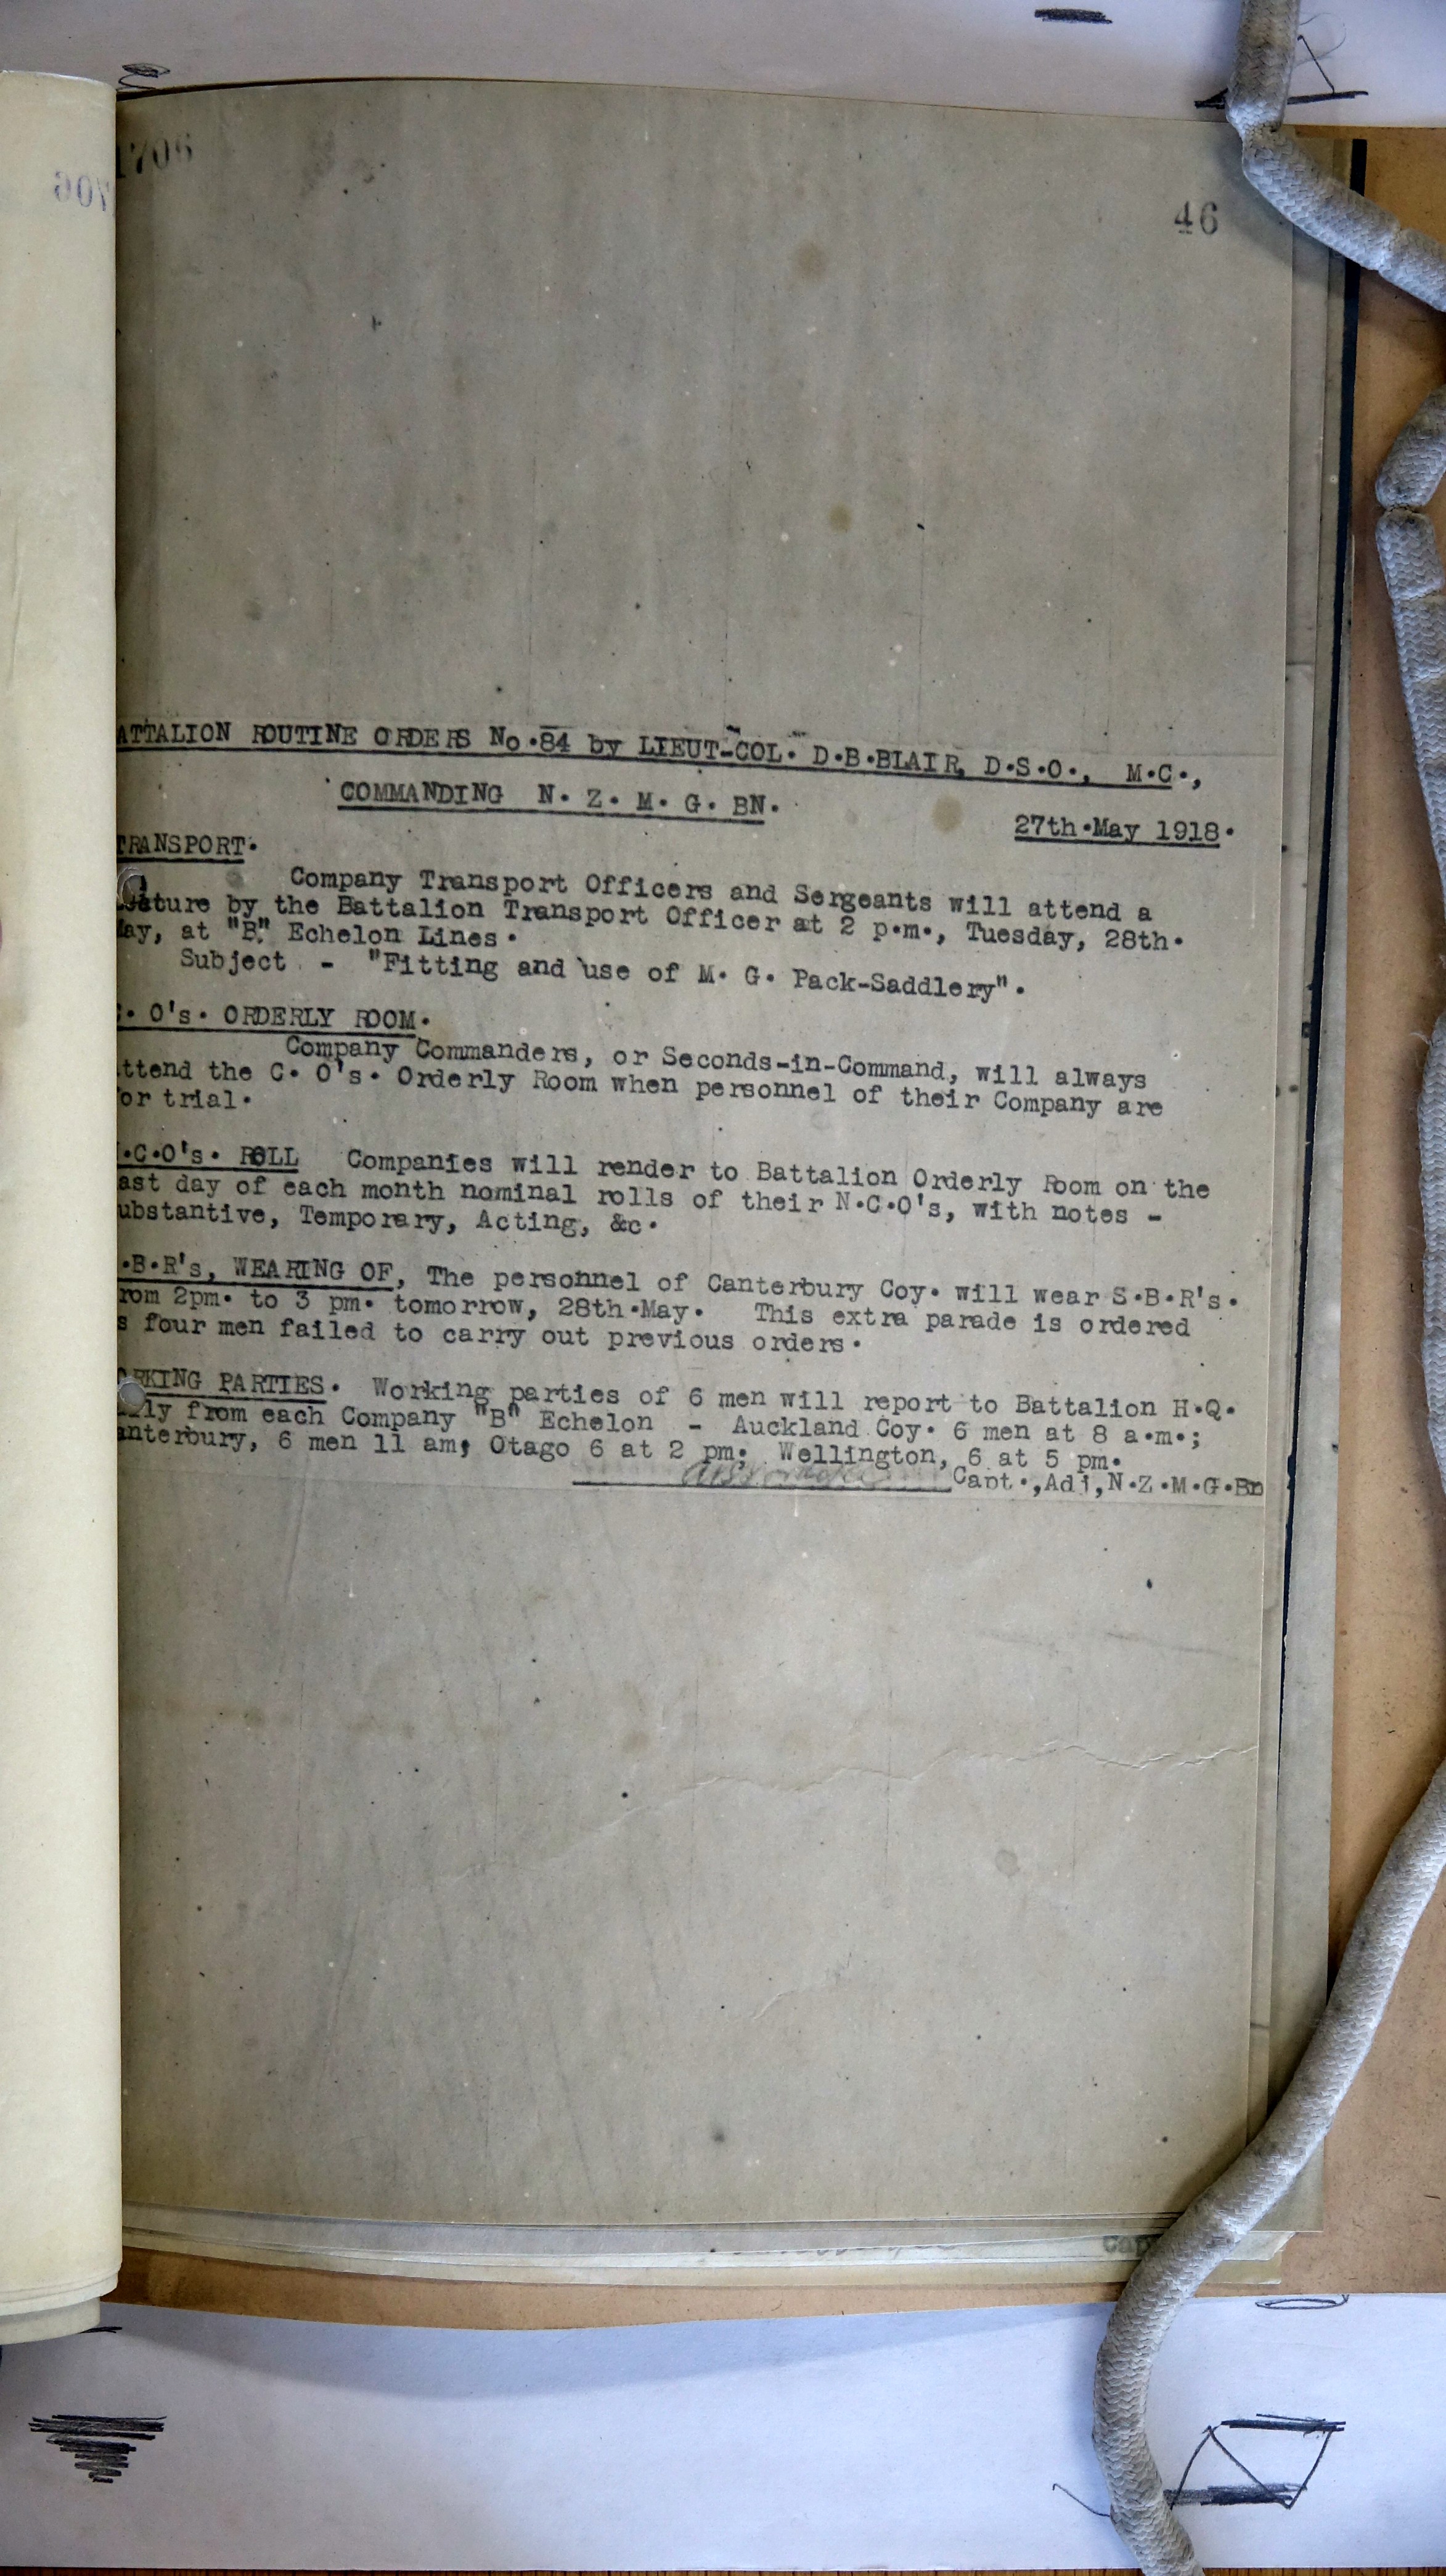 1706
46
ATTALION ROUTINE ORDERS No.84 by LIEUT-COL. D.B.BLAIR, D.S.O., M.C.,
COMMANDING N. Z. M. G. BN.
27th.May 1918.
TRANSPORT.
Company Transport Officers and Sergeants will attend a
ture by the Battalion Transport Officer at 2 p.m., Tuesday, 28th.
May, at "B" Echelon Lines.
Subject - "Fitting and use of M. G. Pack-Saddlery".
C. O's. ORDERLY ROOM.
Company Commanders, or Seconds-in-Command, will always
ttend the C. O's. Orderly Room when personnel of their Company are
for trial.
.C.O's. ROLL Companies will render to Battalion Orderly Room on the
ast day of each month nominal rolls of their N.C.O's, with notes -
ubstantive, Temporary, Acting, &c.
.B.R's, WEARING OF, The personnel of Canterbury Coy. will wear S.B.R's.
rom 2pm. to 3 pm. tomorrow, 28th.May. This extra parade is ordered
s four men failed to carry out previous orders.
ORKING PARTIES. Working parties of 6 men will report to Battalion H.Q.
ly from each Company "B" Echelon - Auckland Coy. 6 men at 8 a.m.;
anterbury, 6 men 11 am; Otago 6 at 2 pm; Wellington, 6 at 5 pm.
Capt.,Adj,N.Z.M.G.Bn